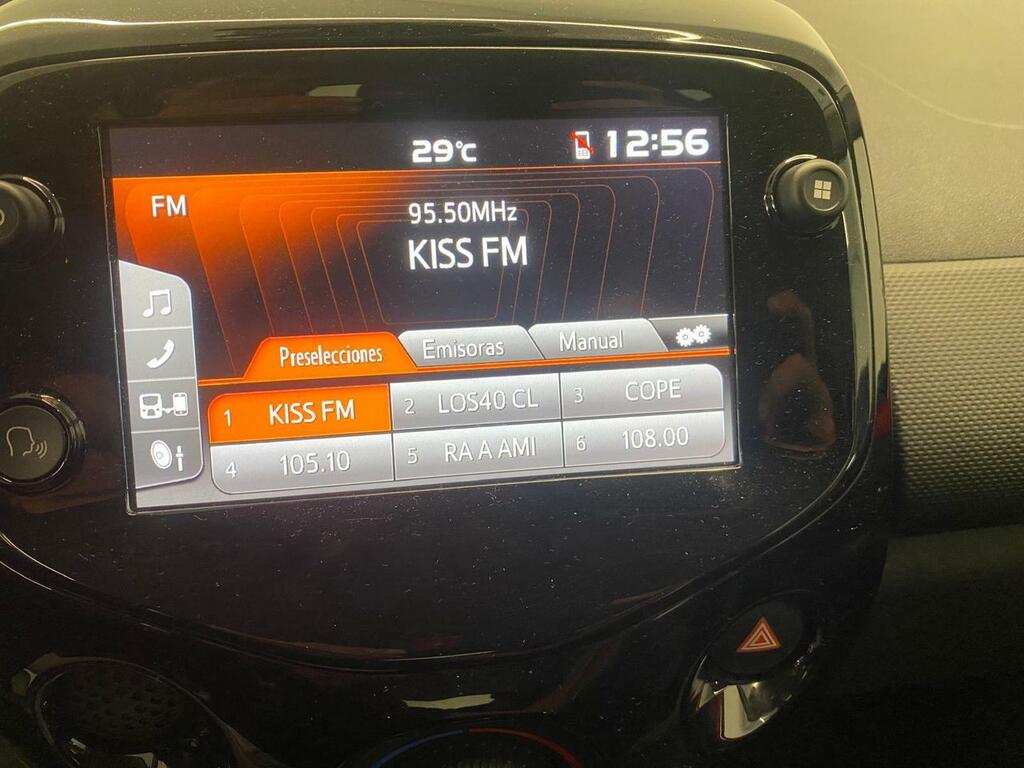 29°C 12:56
FM
95.50MHz
KISS FM
Preselecciones Emisoras Manual
1 KISS FM 2 LOS40 CL 3 COPE
4 105.10 5 RA A AMI 6 108.00